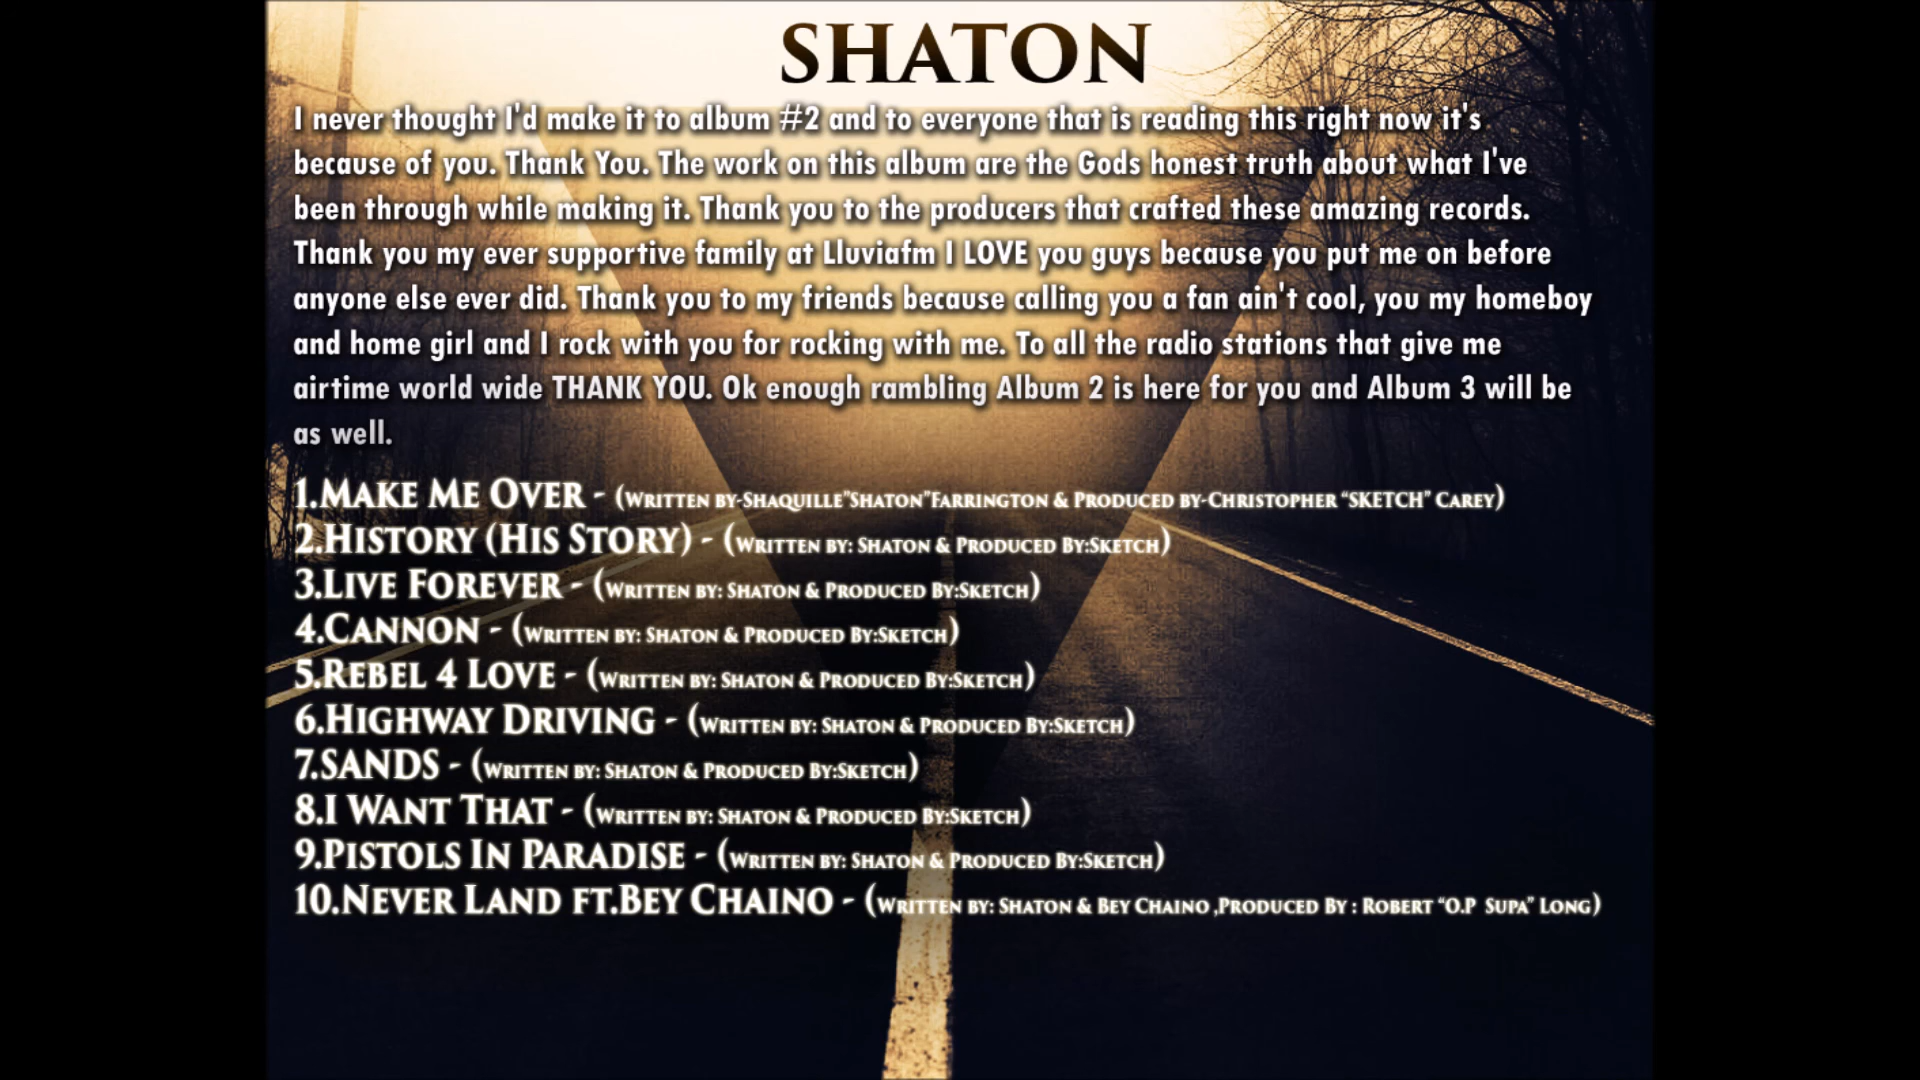 SHATON
I never thought I'd make it to album #2 and to everyone that is reading this right now it's
because of you. Thank You. The work on this album are the Gods honest truth about what I've
been through while making it. Thank you to the producers that crafted these amazing records.
Thank you my ever supportive family at Lluviafm I LOVE you guys because you put me on before
anyone else ever did. Thank you to my friends because calling you a fan ain't cool, you my homeboy
and home girl and I rock with you for rocking with me. To all the radio stations that give me
airtime world wide THANK YOU. Ok enough rambling Album 2 is here for you and Album 3 will be
as well.
1.Make Me Over - (Written by-Shaquille"Shaton"Farrington & Produced by-Christopher “SKETCH” Carey)
2.History (His Story) - (Written by: Shaton & Produced By:Sketch)
3.Live Forever - (Written by: Shaton & Produced By:Sketch)
4.Cannon - (Written by: Shaton & Produced By:Sketch)
5.Rebel 4 Love - (Written by: Shaton & Produced By:Sketch)
6.Highway Driving - (Written by: Shaton & Produced By:Sketch)
7.SANDS - (Written by: Shaton & Produced By:Sketch)
8.I Want That - (Written by: Shaton & Produced By:Sketch)
9.Pistols In Paradise - (Written by: Shaton & Produced By:Sketch)
10.Never Land ft.Bey Chaino - (Written by: Shaton & Bey Chaino ,Produced By : Robert “O.P Supa” Long)